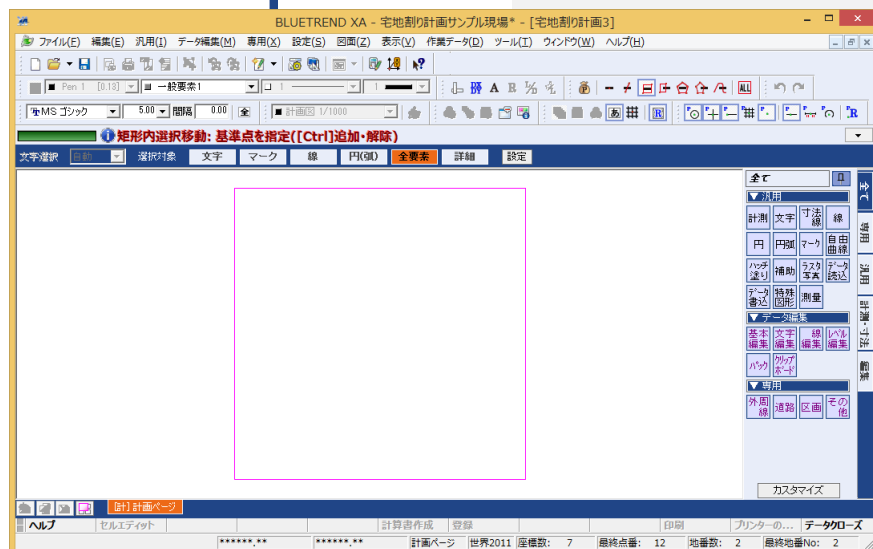 BLUETREND XA - 宅地割り計画サンプル現場* - [宅地割り計画3]
ファイル(F) 編集(E) 汎用(I) データ編集(M) 専用(X) 設定(S) 図面(Z) 表示(V) 作業データ(D) ツール(T) ウィンドウ(W) ヘルプ(H)
Pen 1 [0.13] 一般要素1 1 1 A B ALL
MS ゴシック 5.00 間隔 0.00 全 計画図 1/1000 あ R R
矩形内選択移動: 基準点を指定([Ctrl]追加・解除)
文字選択 自動 選択対象 文字 マーク 線 円(弧) 全要素 詳細 設定
全て
▼ 汎用
計測 文字 寸法線 線
円 円弧 マーク 自由曲線
ハッチ塗り 補助 ラスタ写真 データ読込
データ書込 特殊図形 測量
▼ データ編集
基本編集 文字編集 線編集 レベル編集
パック クリップボード
▼ 専用
外周線 道路 区画 その他
カスタマイズ
全て
専用
汎用
計測・寸法
編集
[計]計画ページ
ヘルプ セルエディット 計算書作成 登録 印刷 プリンターの... データクローズ
******.** ******.** 計画ページ 世界2011 座標数: 7 最終点番: 12 地番数: 2 最終地番No: 2